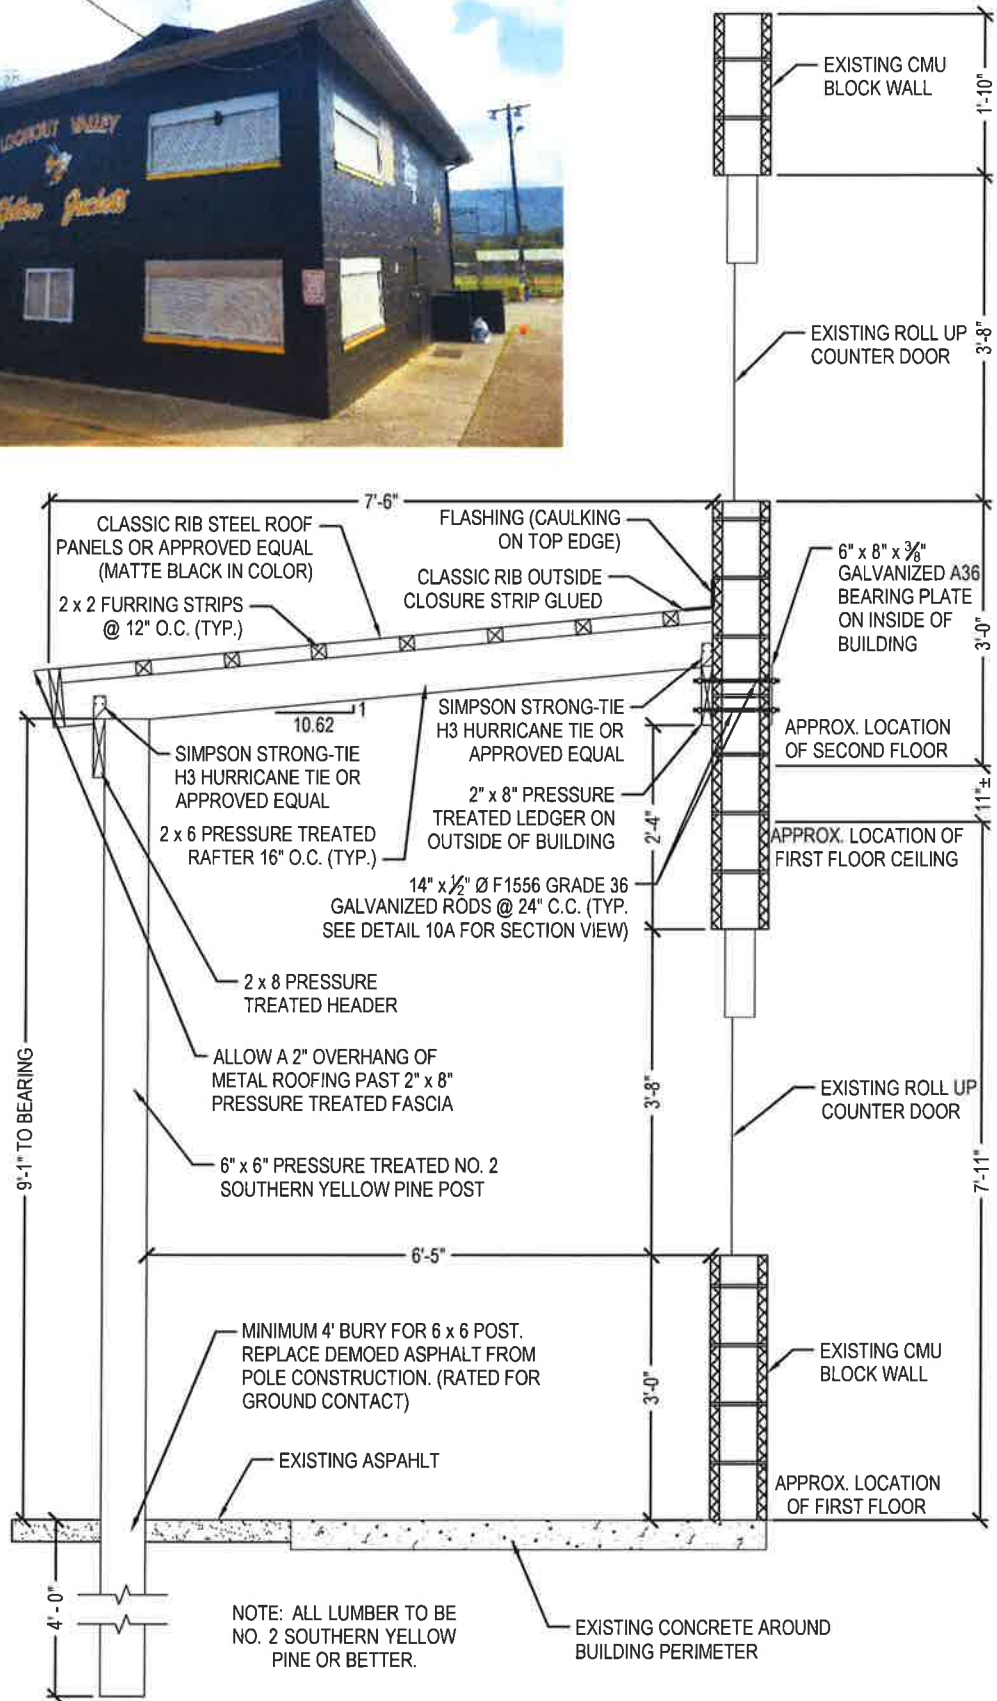 LOOKOUT VALLEY
Yellow Jackets
EXISTING CMU
BLOCK WALL
1'-10"
EXISTING ROLL UP
COUNTER DOOR
3'-8"
7'-6"
CLASSIC RIB STEEL ROOF
PANELS OR APPROVED EQUAL
(MATTE BLACK IN COLOR)
2 x 2 FURRING STRIPS
@ 12" O.C. (TYP.)
FLASHING (CAULKING
ON TOP EDGE)
CLASSIC RIB OUTSIDE
CLOSURE STRIP GLUED
6" x 8" x 3/8"
GALVANIZED A36
BEARING PLATE
ON INSIDE OF
BUILDING
3'-0"
1
10.62
SIMPSON STRONG-TIE
H3 HURRICANE TIE OR
APPROVED EQUAL
SIMPSON STRONG-TIE
H3 HURRICANE TIE OR
APPROVED EQUAL
APPROX. LOCATION
OF SECOND FLOOR
11"±
2 x 6 PRESSURE TREATED
RAFTER 16" O.C. (TYP.)
2" x 8" PRESSURE
TREATED LEDGER ON
OUTSIDE OF BUILDING
2'-4"
APPROX. LOCATION OF
FIRST FLOOR CEILING
14" x 1/2" Ø F1556 GRADE 36
GALVANIZED RODS @ 24" C.C. (TYP.
SEE DETAIL 10A FOR SECTION VIEW)
2 x 8 PRESSURE
TREATED HEADER
ALLOW A 2" OVERHANG OF
METAL ROOFING PAST 2" x 8"
PRESSURE TREATED FASCIA
9'-1" TO BEARING
3'-8"
EXISTING ROLL UP
COUNTER DOOR
7'-11"
6" x 6" PRESSURE TREATED NO. 2
SOUTHERN YELLOW PINE POST
6'-5"
MINIMUM 4' BURY FOR 6 x 6 POST.
REPLACE DEMOED ASPHALT FROM
POLE CONSTRUCTION. (RATED FOR
GROUND CONTACT)
3'-0"
EXISTING CMU
BLOCK WALL
EXISTING ASPAHLT
APPROX. LOCATION
OF FIRST FLOOR
4'-0"
NOTE: ALL LUMBER TO BE
NO. 2 SOUTHERN YELLOW
PINE OR BETTER.
EXISTING CONCRETE AROUND
BUILDING PERIMETER